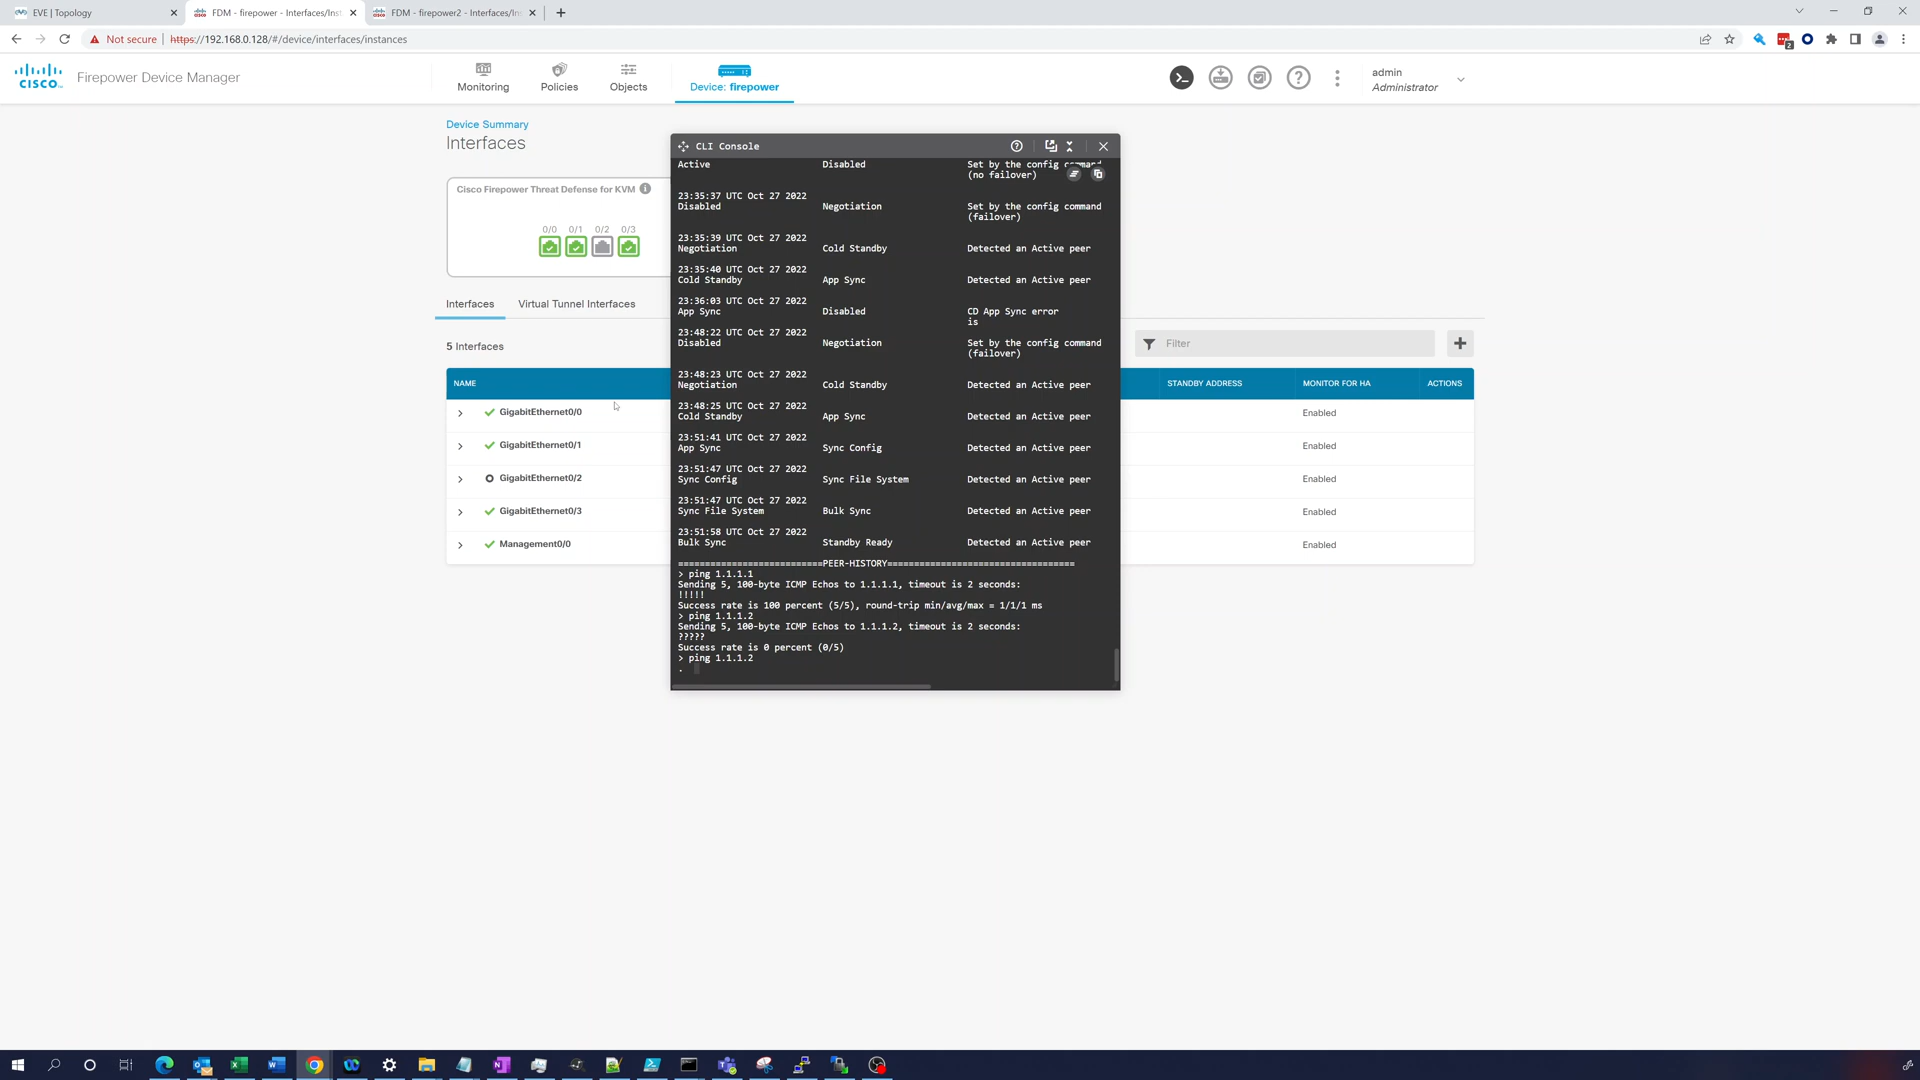 EVE | Topology
FDM - firepower - Interfaces/Inst
FDM - firepower2 - Interfaces/In
Not secure | https://192.168.0.128/#/device/interfaces/instances
2
CISCO
Firepower Device Manager
Monitoring
Policies
Objects
Device: firepower
admin
Administrator
Device Summary
Interfaces
Cisco Firepower Threat Defense for KVM
0/0 0/1 0/2 0/3
Interfaces
Virtual Tunnel Interfaces
5 Interfaces
Filter
NAME
STANDBY ADDRESS
MONITOR FOR HA
ACTIONS
GigabitEthernet0/0 Enabled
GigabitEthernet0/1 Enabled
GigabitEthernet0/2 Enabled
GigabitEthernet0/3 Enabled
Management0/0 Enabled
CLI Console
Active Disabled Set by the config command
(no failover)
23:35:37 UTC Oct 27 2022
Disabled Negotiation Set by the config command
(failover)
23:35:39 UTC Oct 27 2022
Negotiation Cold Standby Detected an Active peer
23:35:40 UTC Oct 27 2022
Cold Standby App Sync Detected an Active peer
23:36:03 UTC Oct 27 2022
App Sync Disabled CD App Sync error
is
23:48:22 UTC Oct 27 2022
Disabled Negotiation Set by the config command
(failover)
23:48:23 UTC Oct 27 2022
Negotiation Cold Standby Detected an Active peer
23:48:25 UTC Oct 27 2022
Cold Standby App Sync Detected an Active peer
23:51:41 UTC Oct 27 2022
App Sync Sync Config Detected an Active peer
23:51:47 UTC Oct 27 2022
Sync Config Sync File System Detected an Active peer
23:51:47 UTC Oct 27 2022
Sync File System Bulk Sync Detected an Active peer
23:51:58 UTC Oct 27 2022
Bulk Sync Standby Ready Detected an Active peer
===========================PEER-HISTORY===================================
> ping 1.1.1.1
Sending 5, 100-byte ICMP Echos to 1.1.1.1, timeout is 2 seconds:
!!!!!
Success rate is 100 percent (5/5), round-trip min/avg/max = 1/1/1 ms
> ping 1.1.1.2
Sending 5, 100-byte ICMP Echos to 1.1.1.2, timeout is 2 seconds:
?????
Success rate is 0 percent (0/5)
> ping 1.1.1.2
.